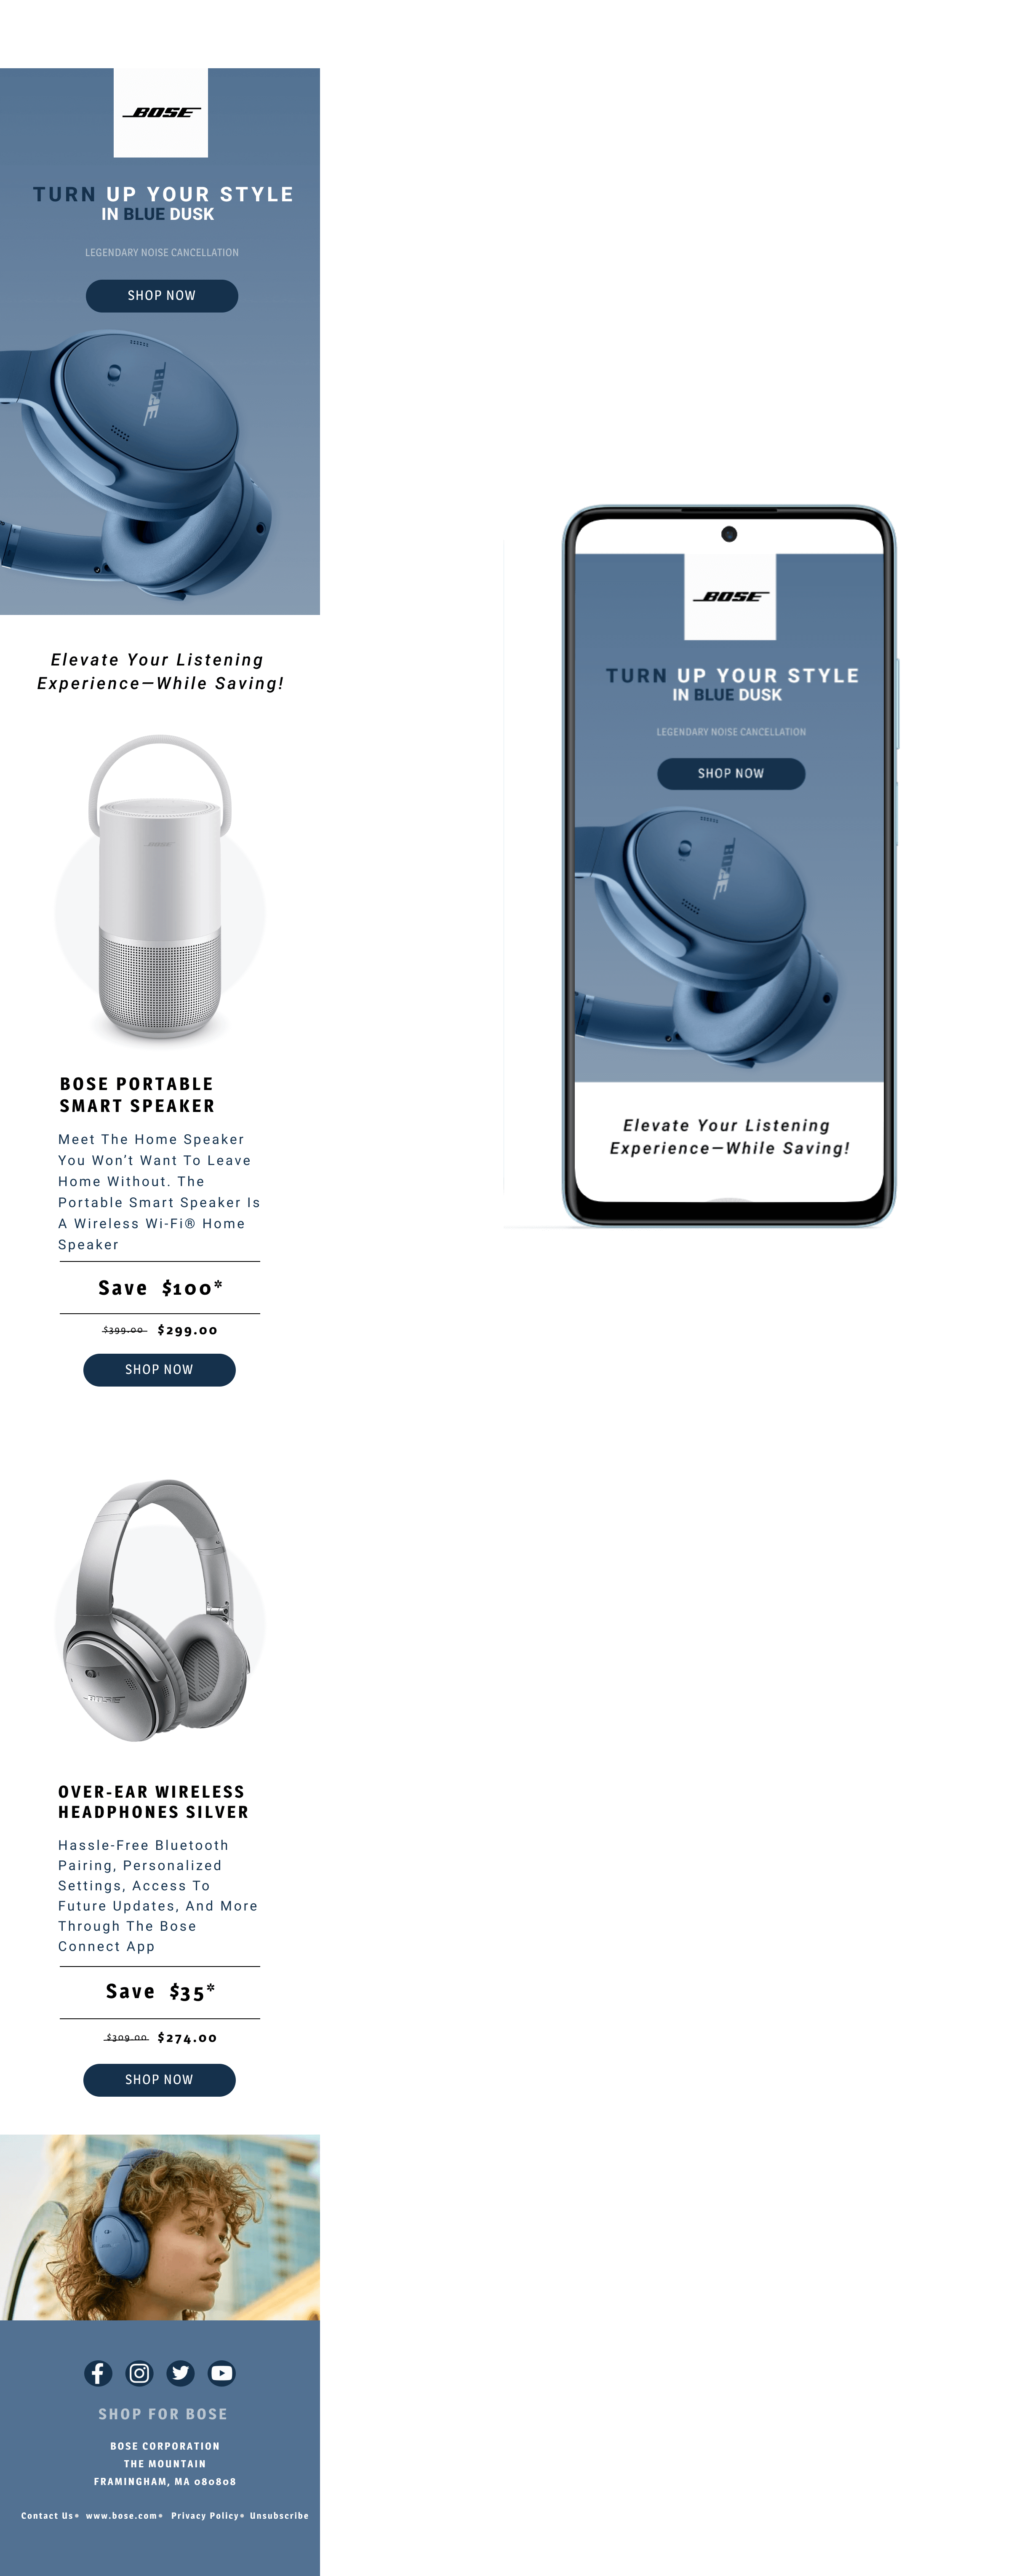 BOSE
TURN UP YOUR STYLE
IN BLUE DUSK
LEGENDARY NOISE CANCELLATION
SHOP NOW
BOSE
Elevate Your Listening
Experience—While Saving!
BOSE
BOSE PORTABLE
SMART SPEAKER
Meet The Home Speaker
You Won't Want To Leave
Home Without. The
Portable Smart Speaker Is
A Wireless Wi-Fi® Home
Speaker
Save $100*
$399.00 $299.00
SHOP NOW
OVER-EAR WIRELESS
HEADPHONES SILVER
Hassle-Free Bluetooth
Pairing, Personalized
Settings, Access To
Future Updates, And More
Through The Bose
Connect App
Save $35*
$309.00 $274.00
SHOP NOW
SHOP FOR BOSE
BOSE CORPORATION
THE MOUNTAIN
FRAMINGHAM, MA 080808
Contact Us• www.bose.com• Privacy Policy• Unsubscribe
BOSE
TURN UP YOUR STYLE
IN BLUE DUSK
LEGENDARY NOISE CANCELLATION
SHOP NOW
BOSE
Elevate Your Listening
Experience—While Saving!